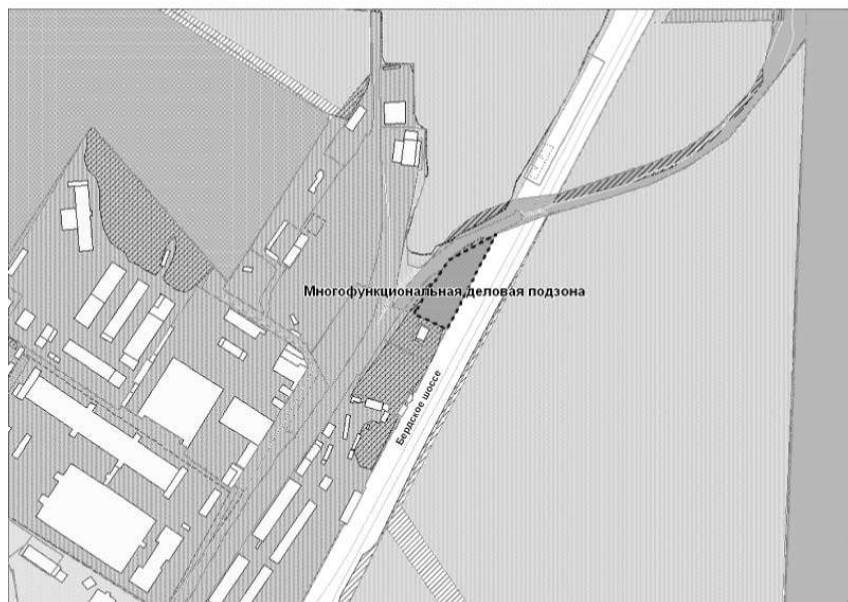 Многофункциональная деловая подзона
Бердское шоссе